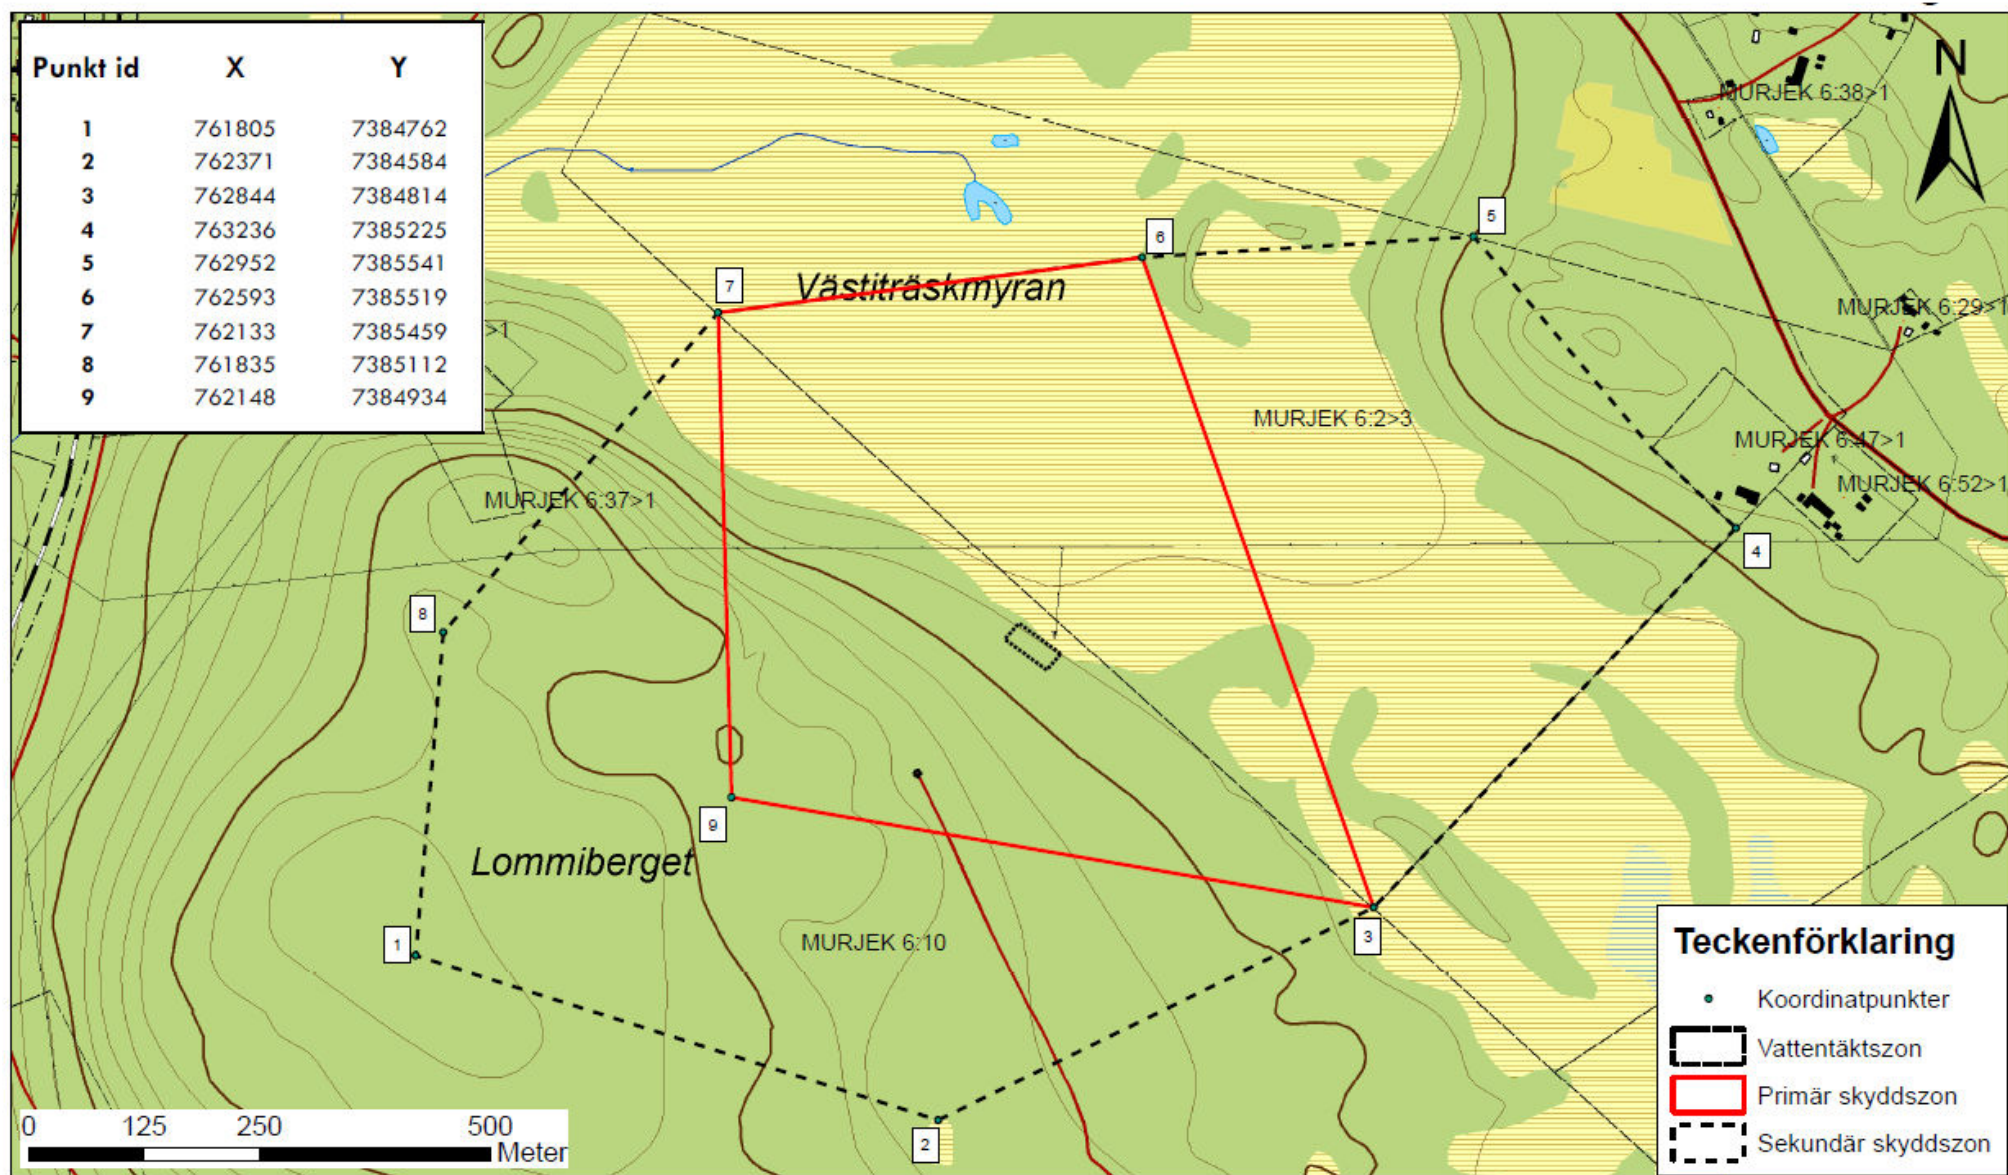 Punkt id X Y
1 761805 7384762
2 762371 7384584
3 762844 7384814
4 763236 7385225
5 762952 7385541
6 762593 7385519
7 762133 7385459
8 761835 7385112
9 762148 7384934
N
MURJEK 6:38>1
5
6
7
Västiträskmyran
MURJEK 6:29>1
>1
MURJEK 6:2>3
MURJEK 6:47>1
MURJEK 6:37>1
MURJEK 6:52>1
4
8
9
Lommiberget
1
MURJEK 6:10
3
2
Teckenförklaring
Koordinatpunkter
Vattentäktszon
Primär skyddszon
Sekundär skyddszon
0 125 250 500
Meter